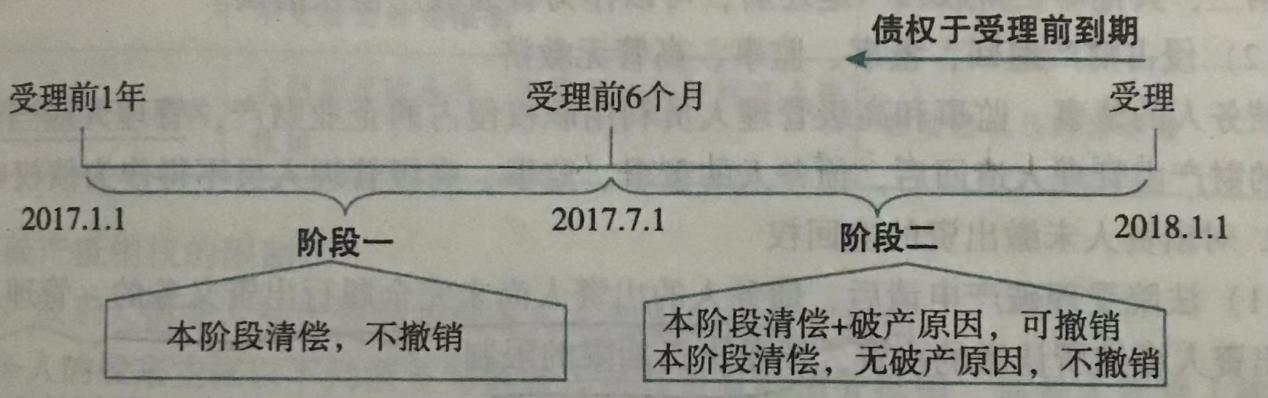 债权于受理前到期
受理前1年
受理前6个月
受理
2017.1.1
2017.7.1
2018.1.1
阶段一
阶段二
本阶段清偿，不撤销
本阶段清偿+破产原因，可撤销
本阶段清偿，无破产原因，不撤销